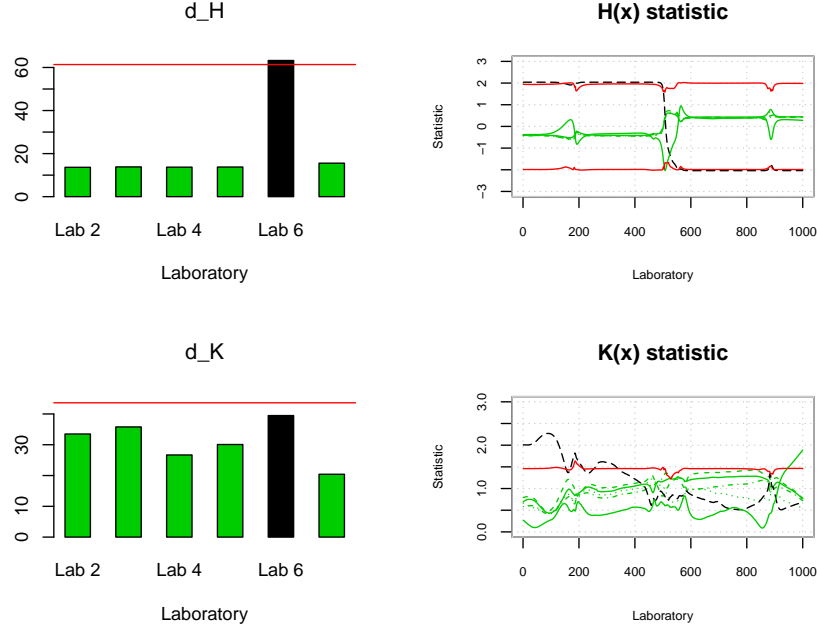 d_H
0 20 40 60
Lab 2 Lab 4 Lab 6
Laboratory
H(x) statistic
Statistic
−3 −1 0 1 2 3
0 200 400 600 800 1000
Laboratory
d_K
0 10 30
Lab 2 Lab 4 Lab 6
Laboratory
K(x) statistic
Statistic
0.0 1.0 2.0 3.0
0 200 400 600 800 1000
Laboratory